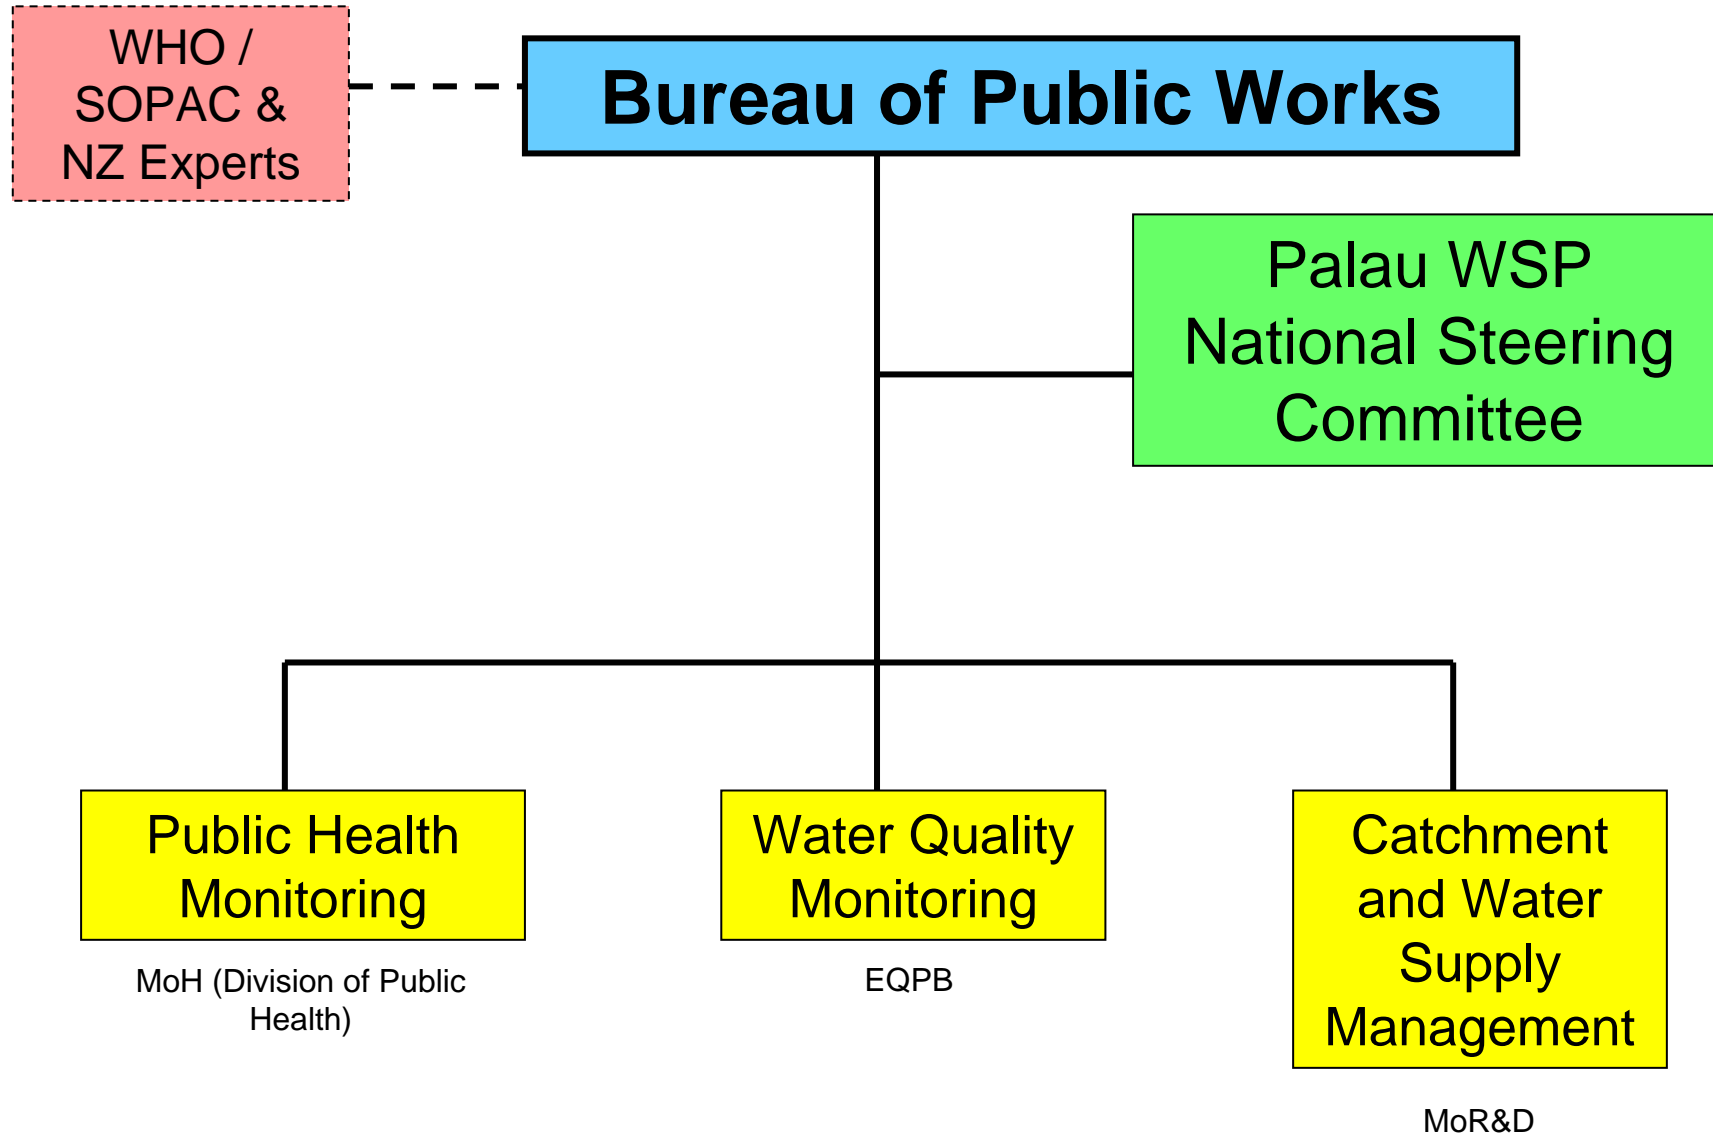 WHO /
SOPAC &
NZ Experts
Bureau of Public Works
Palau WSP
National Steering
Committee
Public Health
Monitoring
MoH (Division of Public
Health)
Water Quality
Monitoring
EQPB
Catchment
and Water
Supply
Management
MoR&D